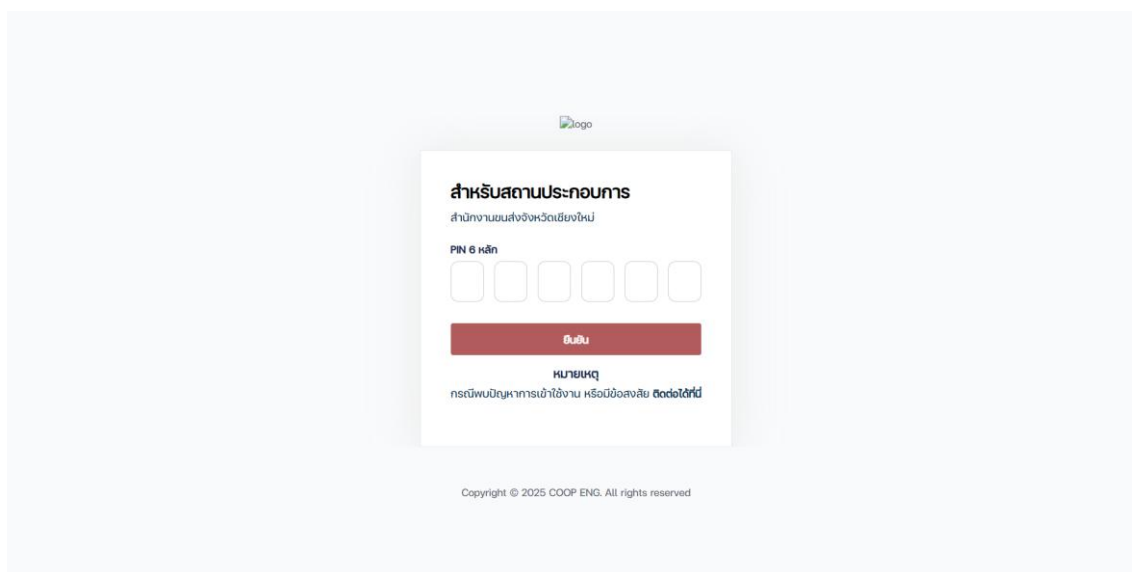 logo
สำหรับสถานประกอบการ
สำนักงานขนส่งจังหวัดเชียงใหม่
PIN 6 หลัก
ยืนยัน
หมายเหตุ
กรณีพบปัญหาการเข้าใช้งาน หรือมีข้อสงสัย ติดต่อได้ที่นี่
Copyright © 2025 COOP ENG. All rights reserved